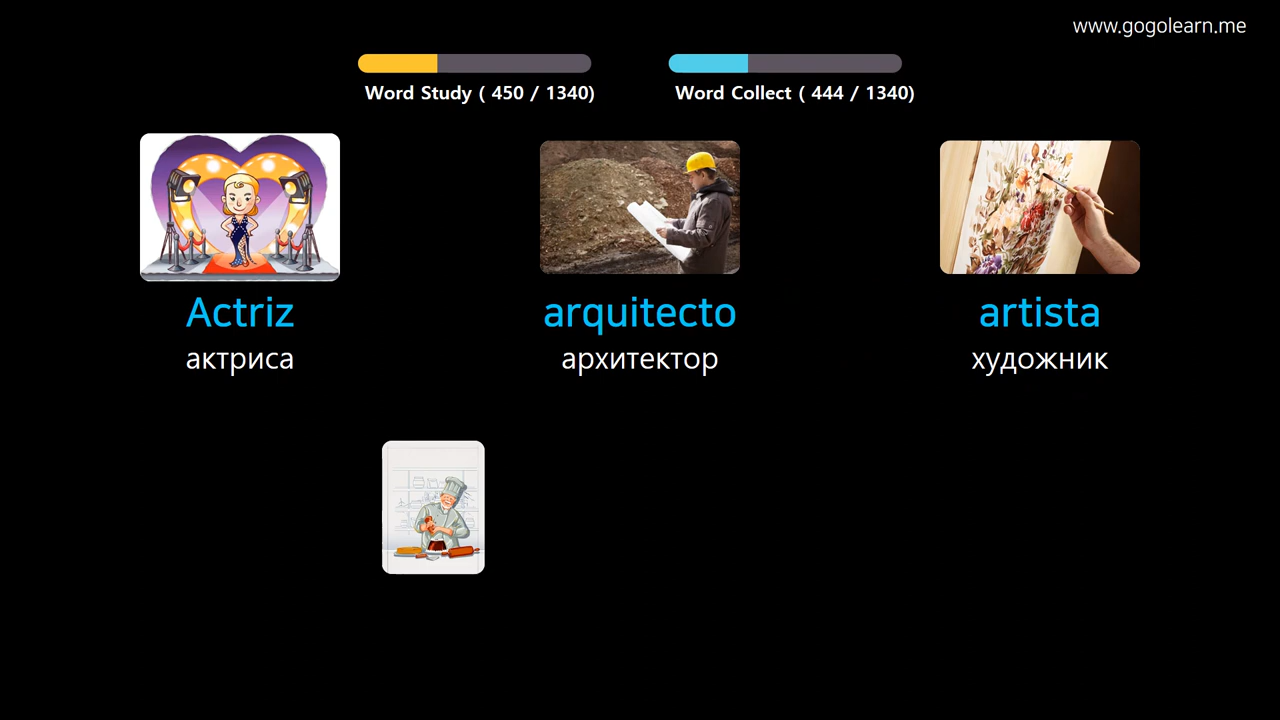 www.gogolearn.me
Word Study ( 450 / 1340)
Word Collect ( 444 / 1340)
Actriz
arquitecto
artista
актриса
архитектор
художник